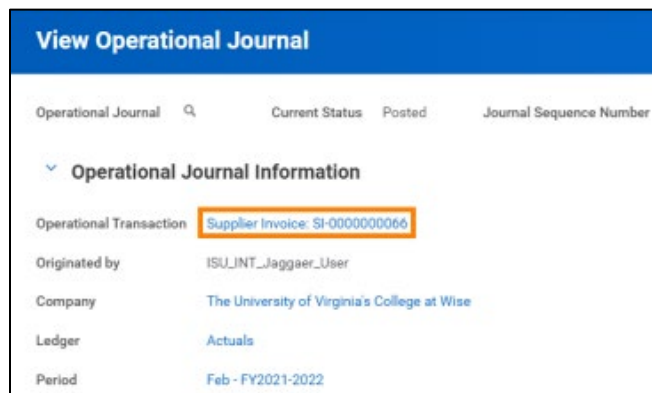 View Operational Journal
Operational Journal Current Status Posted Journal Sequence Number
Operational Journal Information
Operational Transaction Supplier Invoice: SI-0000000066
Originated by ISU_INT_Jaggaer_User
Company The University of Virginia's College at Wise
Ledger Actuals
Period Feb - FY2021-2022